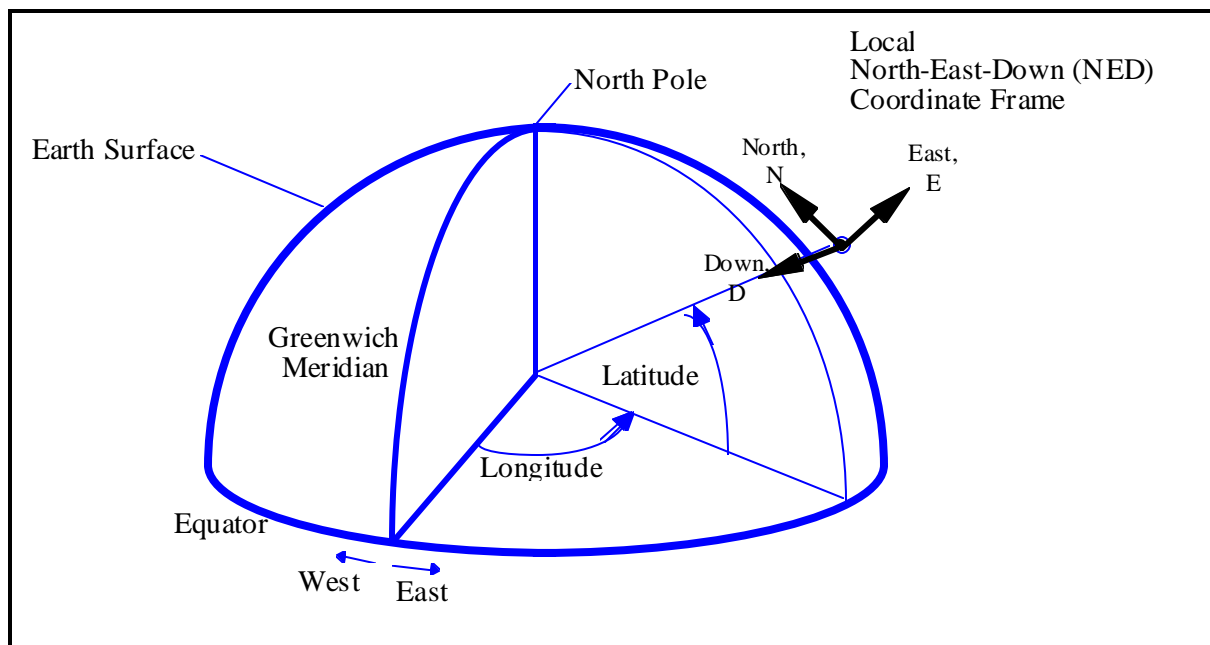 Local
North-East-Down (NED)
Coordinate Frame
North Pole
Earth Surface
North,
N
East,
E
Down,
D
Greenwich
Meridian
Latitude
Longitude
Equator
West
East